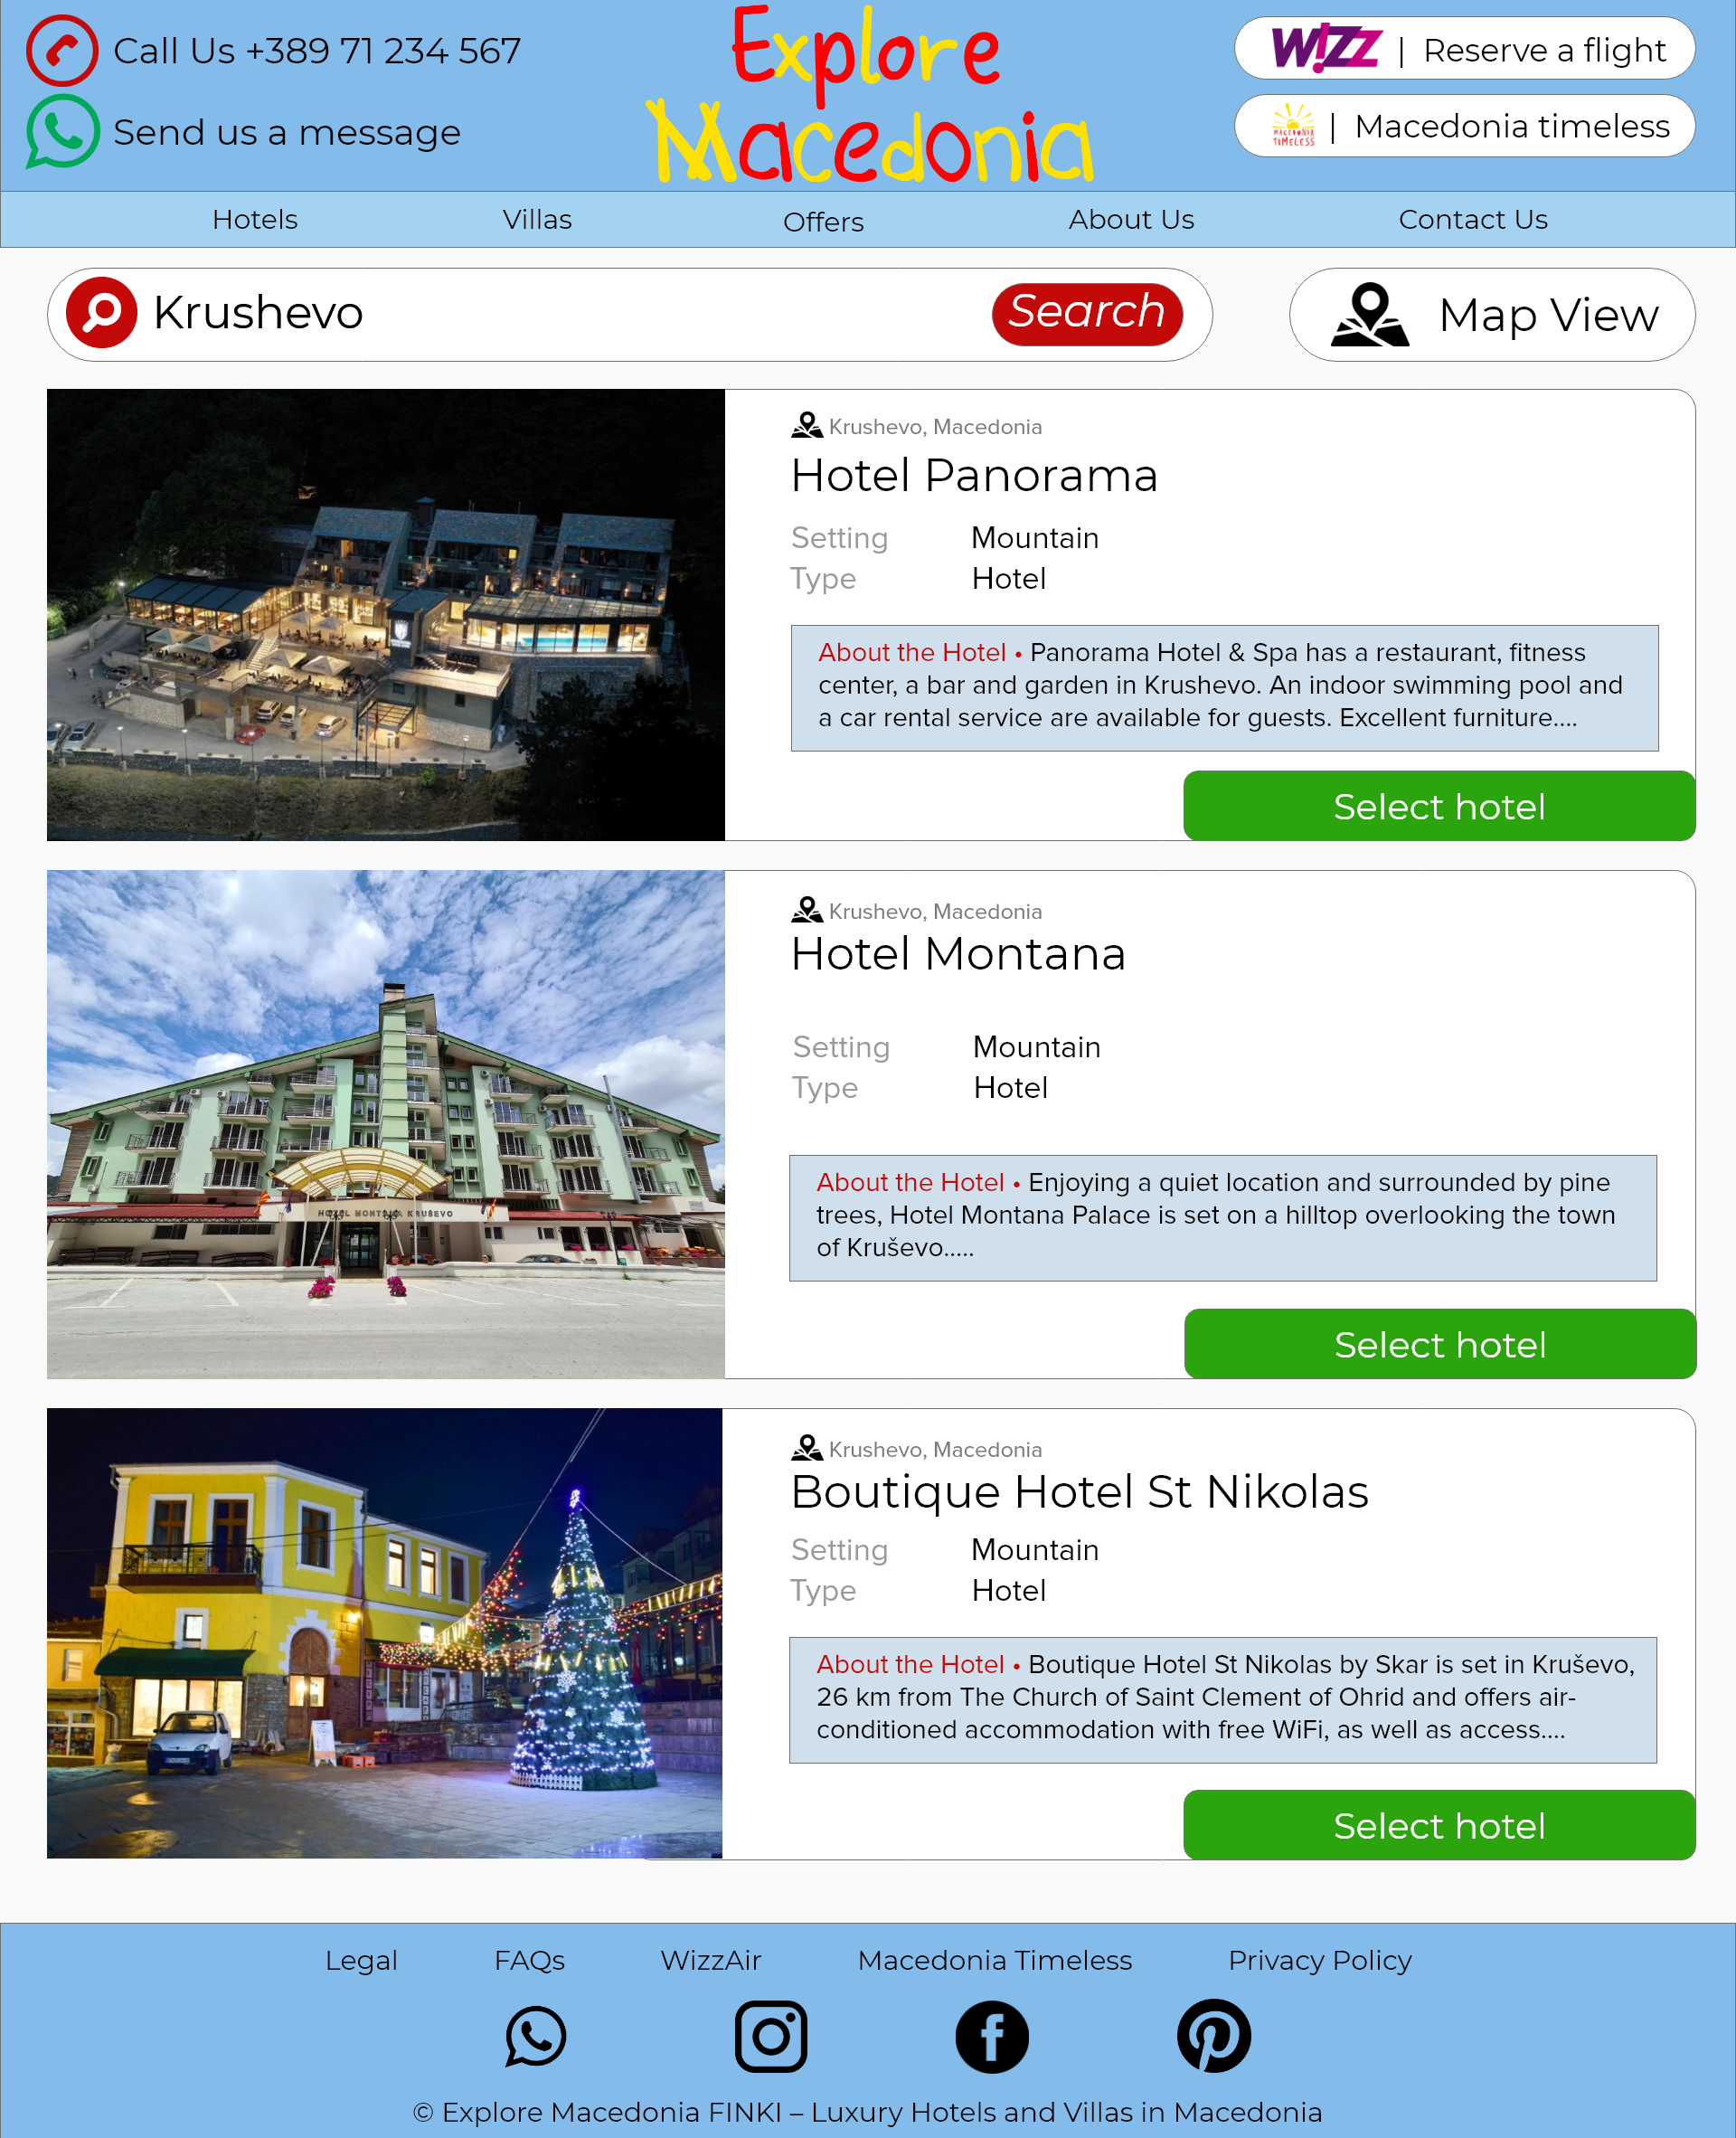 Call Us +389 71 234 567
Send us a message
Explore
Macedonia
WIZZ | Reserve a flight
MACEDONIA
TIMELESS
| Macedonia timeless
Hotels Villas Offers About Us Contact Us
Krushevo Search Map View
Krushevo, Macedonia
Hotel Panorama
Setting Mountain
Type Hotel
About the Hotel • Panorama Hotel & Spa has a restaurant, fitness
center, a bar and garden in Krushevo. An indoor swimming pool and
a car rental service are available for guests. Excellent furniture....
Select hotel
HOTEL MONTANA KRUŠEVO
Krushevo, Macedonia
Hotel Montana
Setting Mountain
Type Hotel
About the Hotel • Enjoying a quiet location and surrounded by pine
trees, Hotel Montana Palace is set on a hilltop overlooking the town
of Kruševo.....
Select hotel
Krushevo, Macedonia
Boutique Hotel St Nikolas
Setting Mountain
Type Hotel
About the Hotel • Boutique Hotel St Nikolas by Skar is set in Kruševo,
26 km from The Church of Saint Clement of Ohrid and offers air-
conditioned accommodation with free WiFi, as well as access....
Select hotel
Legal FAQs WizzAir Macedonia Timeless Privacy Policy
© Explore Macedonia FINKI – Luxury Hotels and Villas in Macedonia